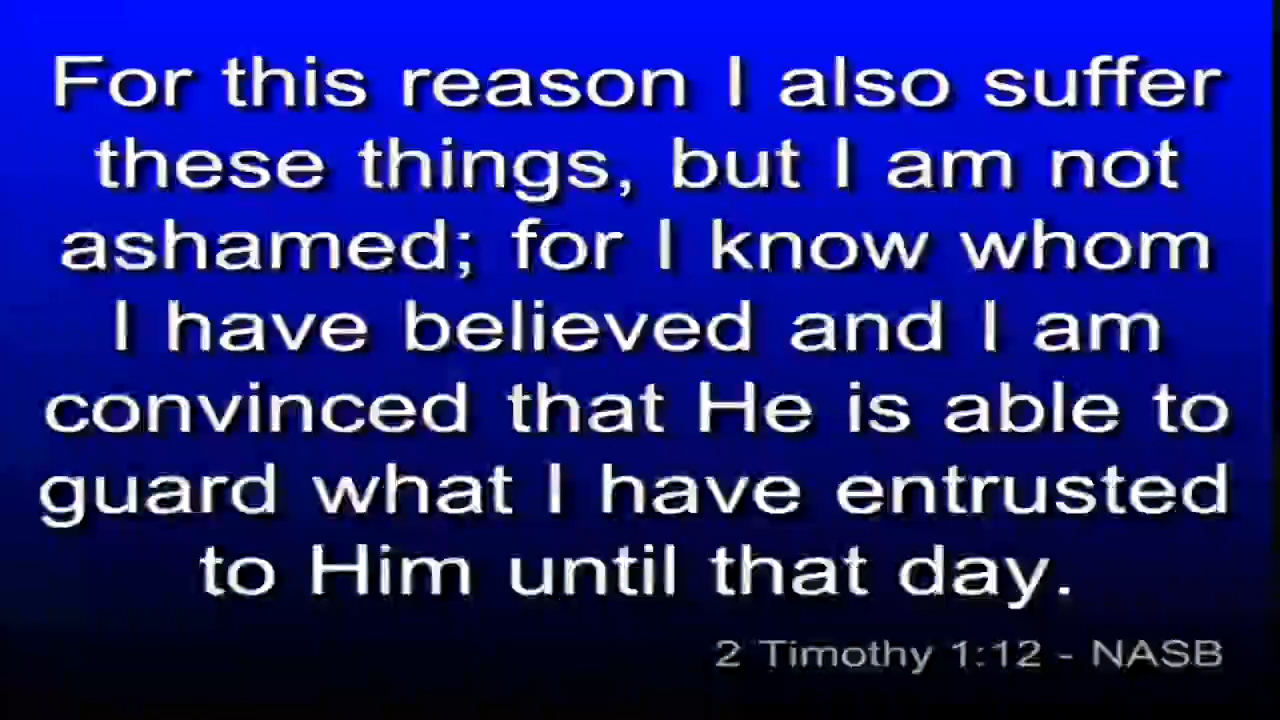 For this reason I also suffer
these things, but I am not
ashamed; for I know whom
I have believed and I am
convinced that He is able to
guard what I have entrusted
to Him until that day.
2 Timothy 1:12 - NASB